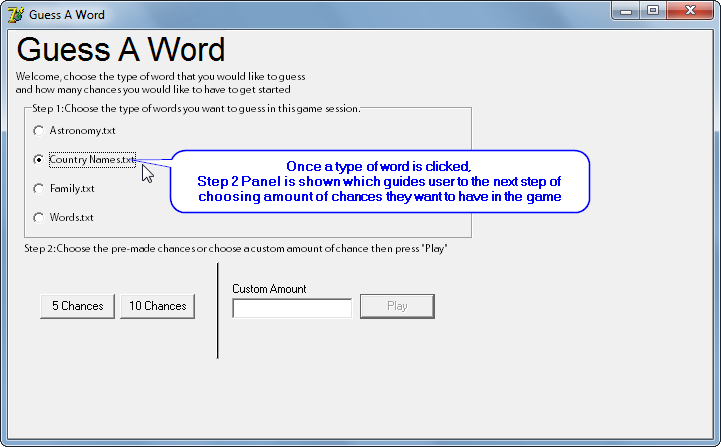 Guess A Word
Guess A Word
Welcome, choose the type of word that you would like to guess
and how many chances you would like to have to get started
Step 1:Choose the type of words you want to guess in this game session.
Astronomy.txt
Country Names.txt
Once a type of word is clicked,
Step 2 Panel is shown which guides user to the next step of
choosing amount of chances they want to have in the game
Family.txt
Words.txt
Step 2:Choose the pre-made chances or choose a custom amount of chance then press "Play"
Custom Amount
5 Chances 10 Chances Play